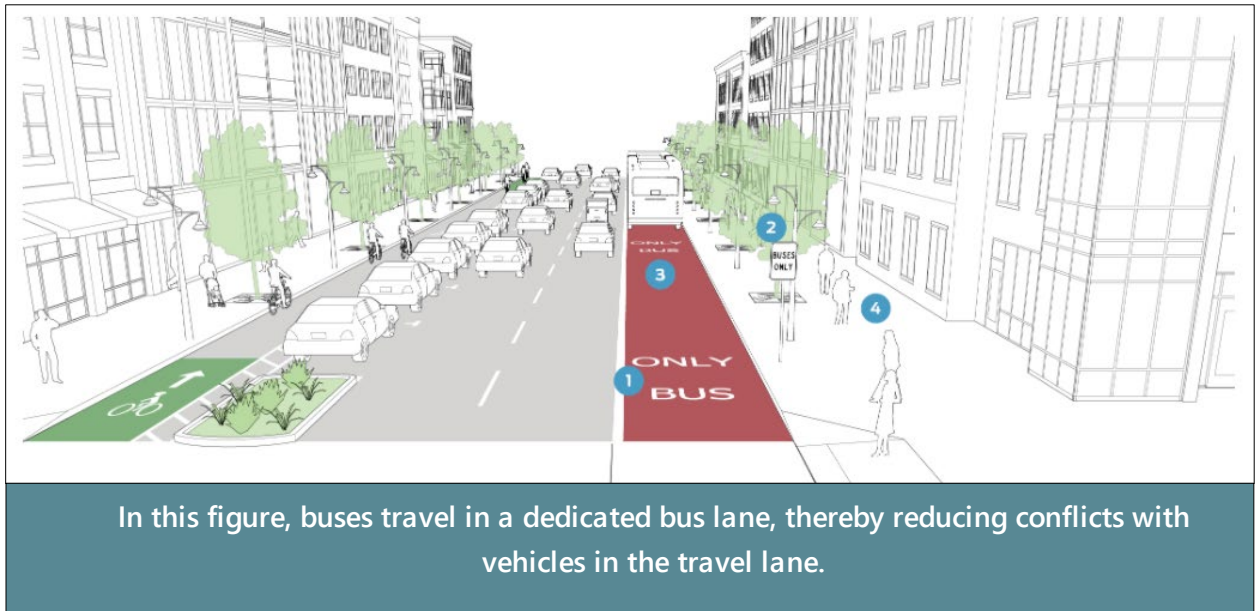 2
BUSES
ONLY
ONLY
BUS
3
4
ONLY
1
BUS
In this figure, buses travel in a dedicated bus lane, thereby reducing conflicts with
vehicles in the travel lane.